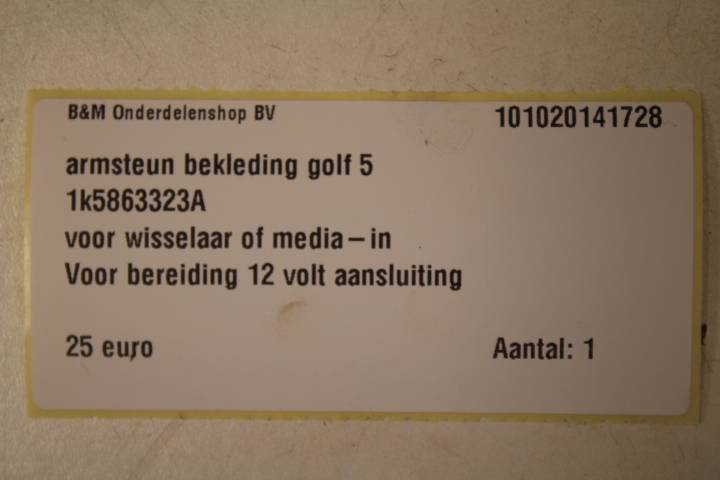 B&M Onderdelenshop BV 101020141728
armsteun bekleding golf 5
1k5863323A
voor wisselaar of media-in
Voor bereiding 12 volt aansluiting
25 euro Aantal: 1